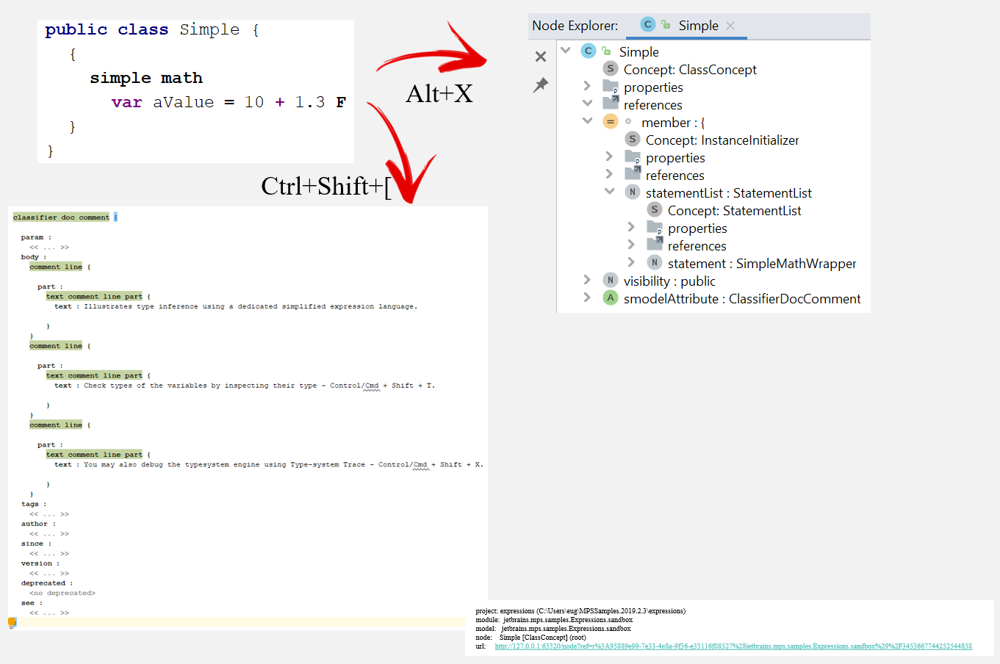 public class Simple {
{
simple math
var aValue = 10 + 1.3 F
}
}
Alt+X
Ctrl+Shift+[
Node Explorer: C Simple
C Simple
S Concept: ClassConcept
properties
references
= member : {
S Concept: InstanceInitializer
properties
references
N statementList : StatementList
S Concept: StatementList
properties
references
N statement : SimpleMathWrapper
N visibility : public
A smodelAttribute : ClassifierDocComment
classifier doc comment {
param :
<< ... >>
body :
comment line {
part :
text comment line part {
text : Illustrates type inference using a dedicated simplified expression language.
}
}
comment line {
part :
text comment line part {
text : Check types of the variables by inspecting their type - Control/Cmd + Shift + T.
}
}
comment line {
part :
text comment line part {
text : You may also debug the typesystem engine using Type-system Trace - Control/Cmd + Shift + X.
}
}
tags :
<< ... >>
author :
<< ... >>
since :
<< ... >>
version :
<< ... >>
deprecated :
<no deprecated>
see :
<< ... >>
}
project: expressions (C:\Users\eug\MPSSamples.2019.2.3\expressions)
module: jetbrains.mps.samples.Expressions.sandbox
model: jetbrains.mps.samples.Expressions.sandbox
node: Simple [ClassConcept] (root)
url: http://127.0.0.1:63320/node?ref=r%3A95889e99-7e33-4e8a-9f36-e33116f08527%28jetbrains.mps.samples.Expressions.sandbox%29%2F3453667744252544858